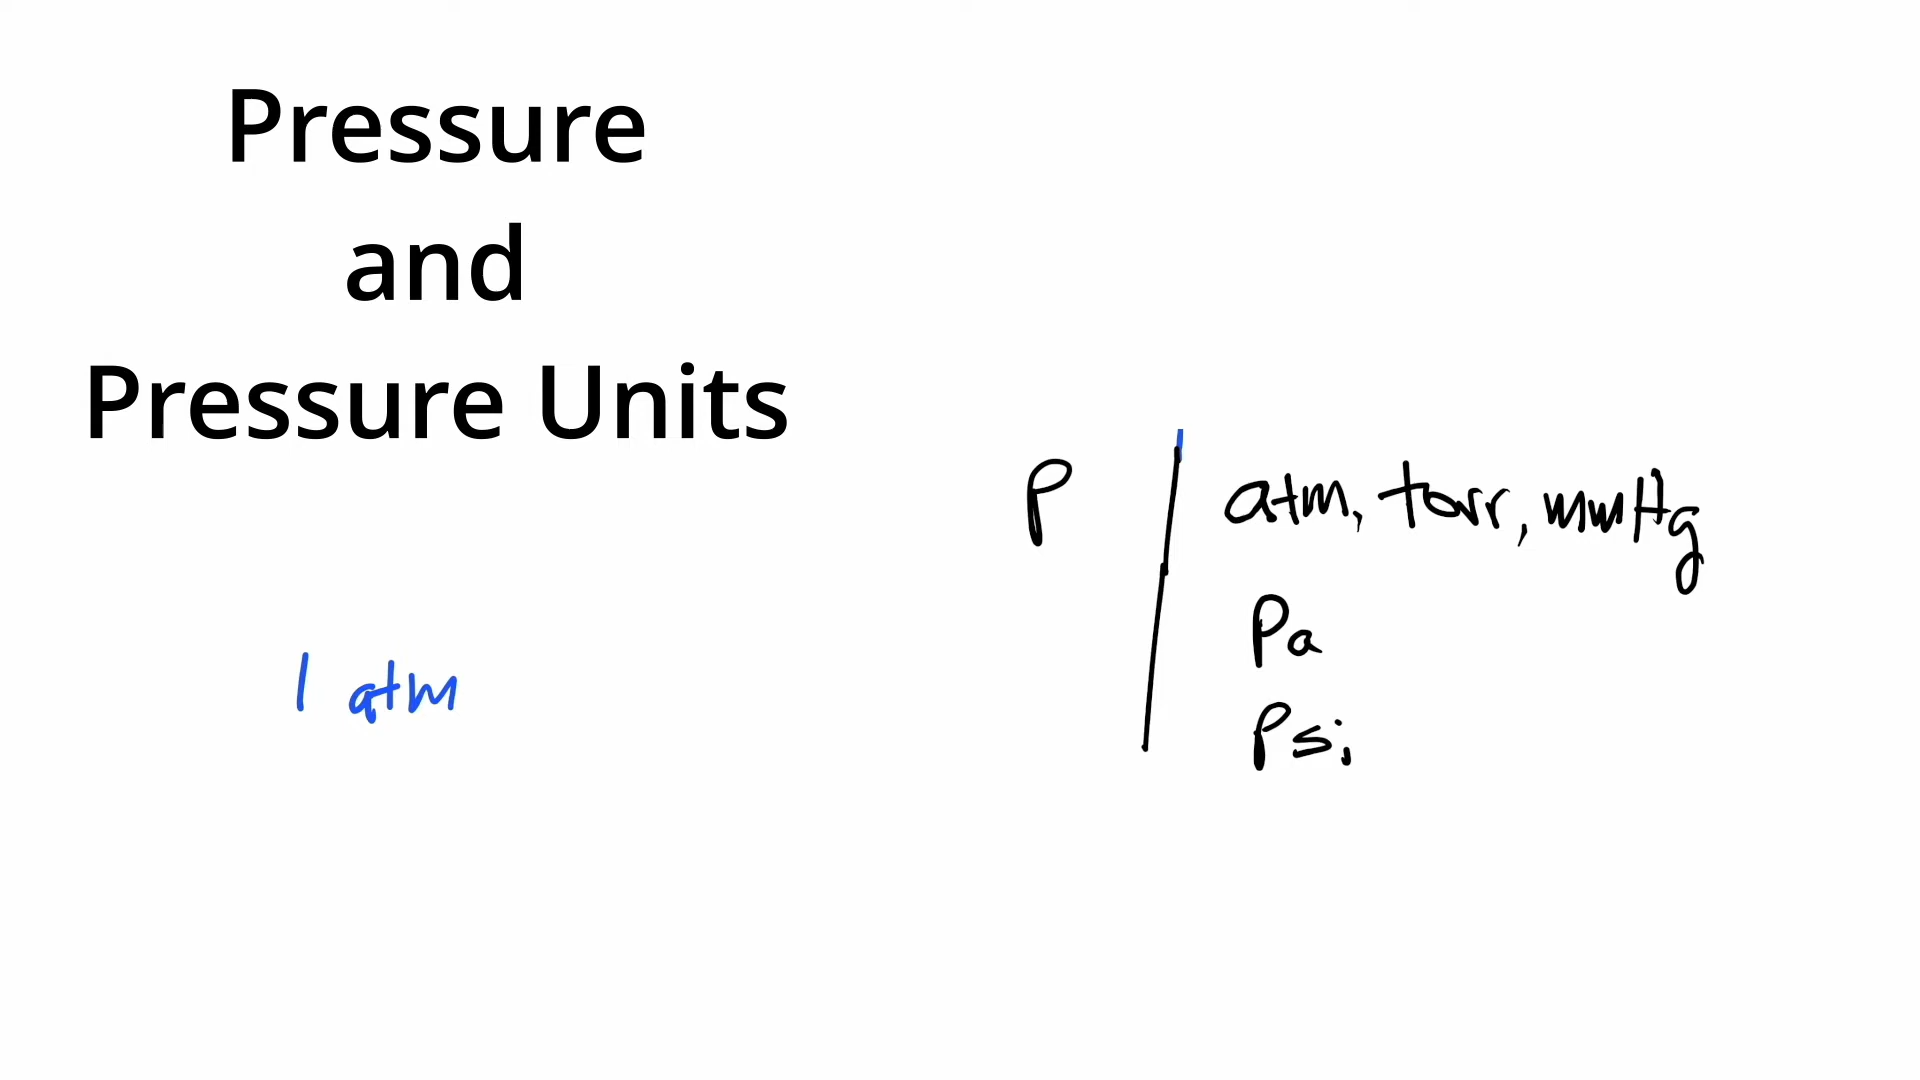 Pressure
and
Pressure Units
P | atm, torr, mmHg
Pa
Psi
1 atm